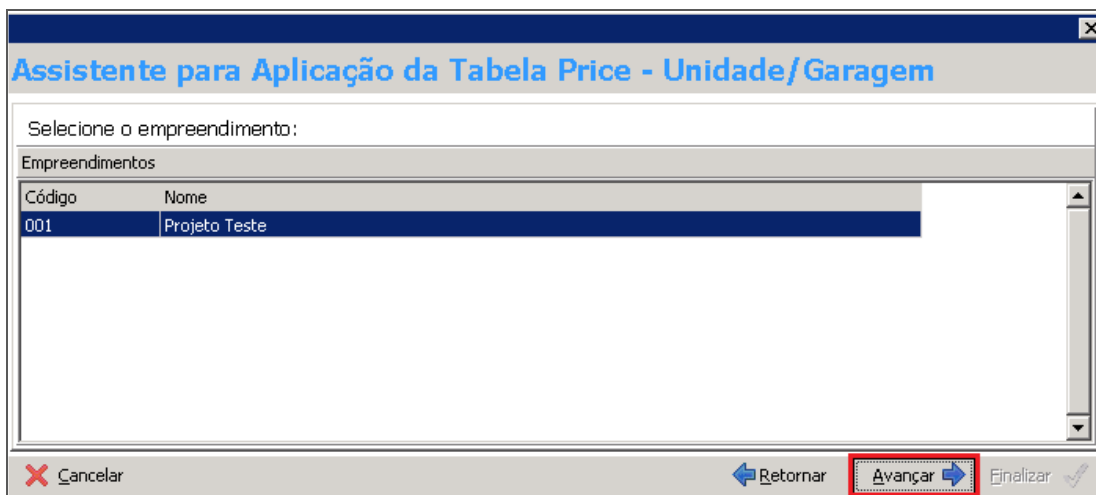 Assistente para Aplicação da Tabela Price - Unidade/Garagem
Selecione o empreendimento:
Empreendimentos
Código Nome
001 Projeto Teste
Cancelar Retornar Avançar Finalizar